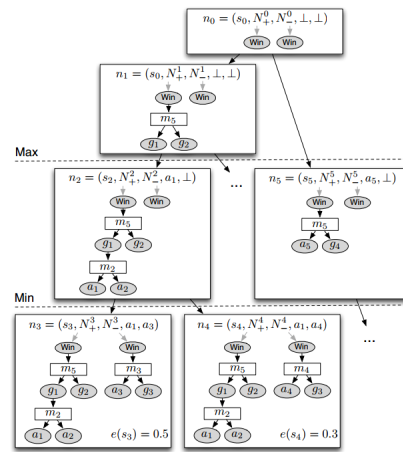 n₀ = (s₀, N₊⁰, N₋⁰, ⊥, ⊥)
Win Win
n₁ = (s₀, N₊¹, N₋¹, ⊥, ⊥)
Win Win
m₅
g₁ g₂
Max
n₂ = (s₂, N₊², N₋², a₁, ⊥)
Win Win
m₅
g₁ g₂
m₂
a₁ a₂
...
n₅ = (s₅, N₊⁵, N₋⁵, a₅, ⊥)
Win Win
m₅
a₅ g₄
Min
n₃ = (s₃, N₊³, N₋³, a₁, a₃)
Win Win
m₅ m₃
g₁ g₂ a₃ g₃
m₂
a₁ a₂
e(s₃) = 0.5
n₄ = (s₄, N₊⁴, N₋⁴, a₁, a₄)
Win Win
m₅ m₄
g₁ g₂ a₄ g₃
m₂
a₁ a₂
e(s₄) = 0.3
...